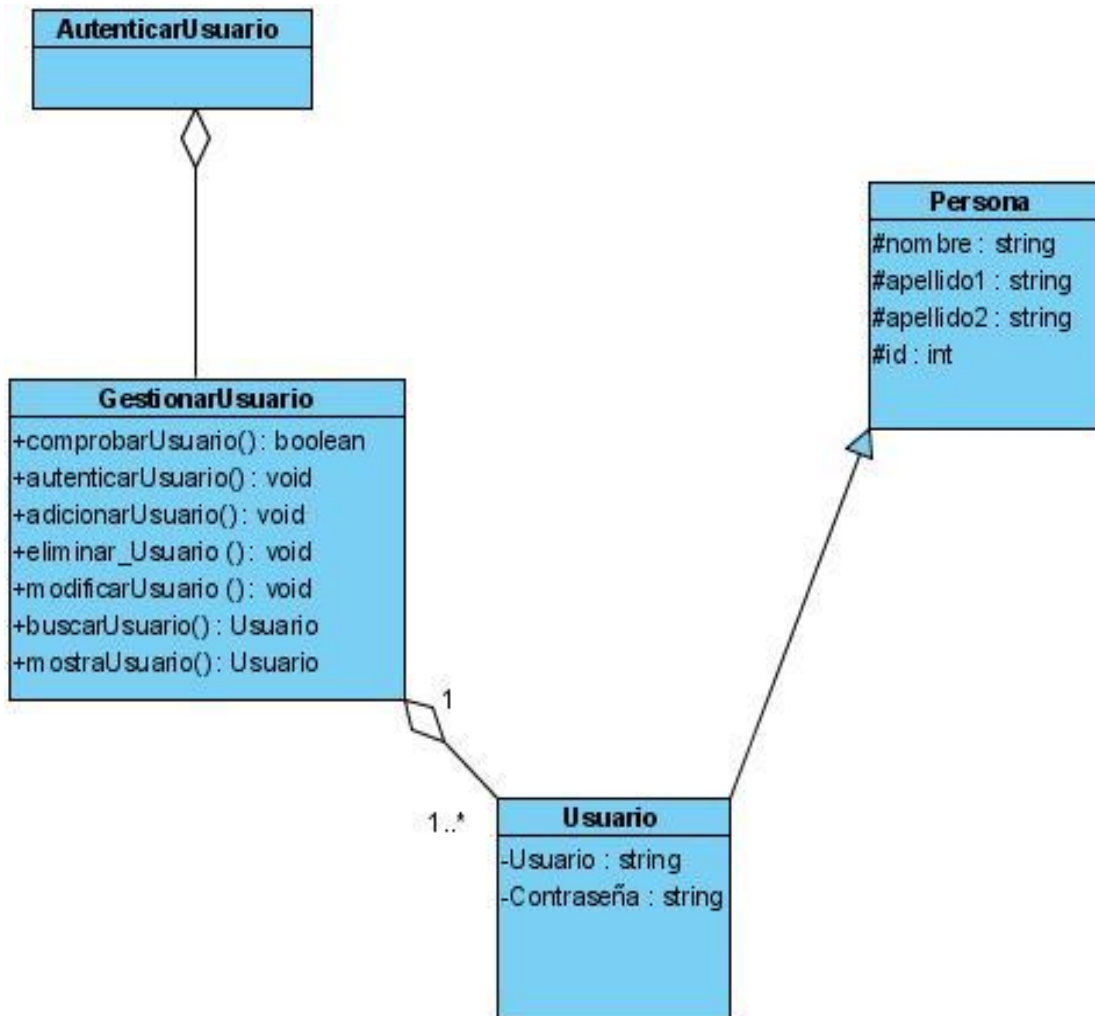 AutenticarUsuario
Persona
#nombre : string
#apellido1 : string
#apellido2 : string
#id : int
GestionarUsuario
+comprobarUsuario() : boolean
+autenticarUsuario() : void
+adicionarUsuario() : void
+eliminar_Usuario () : void
+modificarUsuario () : void
+buscarUsuario() : Usuario
+mostraUsuario() : Usuario
1
1..*
Usuario
-Usuario : string
-Contraseña : string